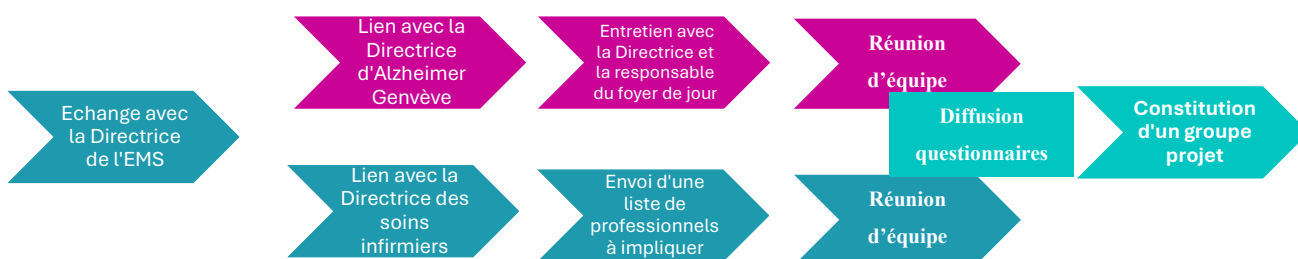 Echange avec
la Directrice
de l'EMS
Lien avec la
Directrice
d'Alzheimer
Genvève
Entretien avec
la Directrice et
la responsable
du foyer de jour
Réunion
d’équipe
Lien avec la
Directrice des
soins
infirmiers
Envoi d'une
liste de
professionnels
à impliquer
Réunion
d’équipe
Diffusion
questionnaires
Constitution
d'un groupe
projet